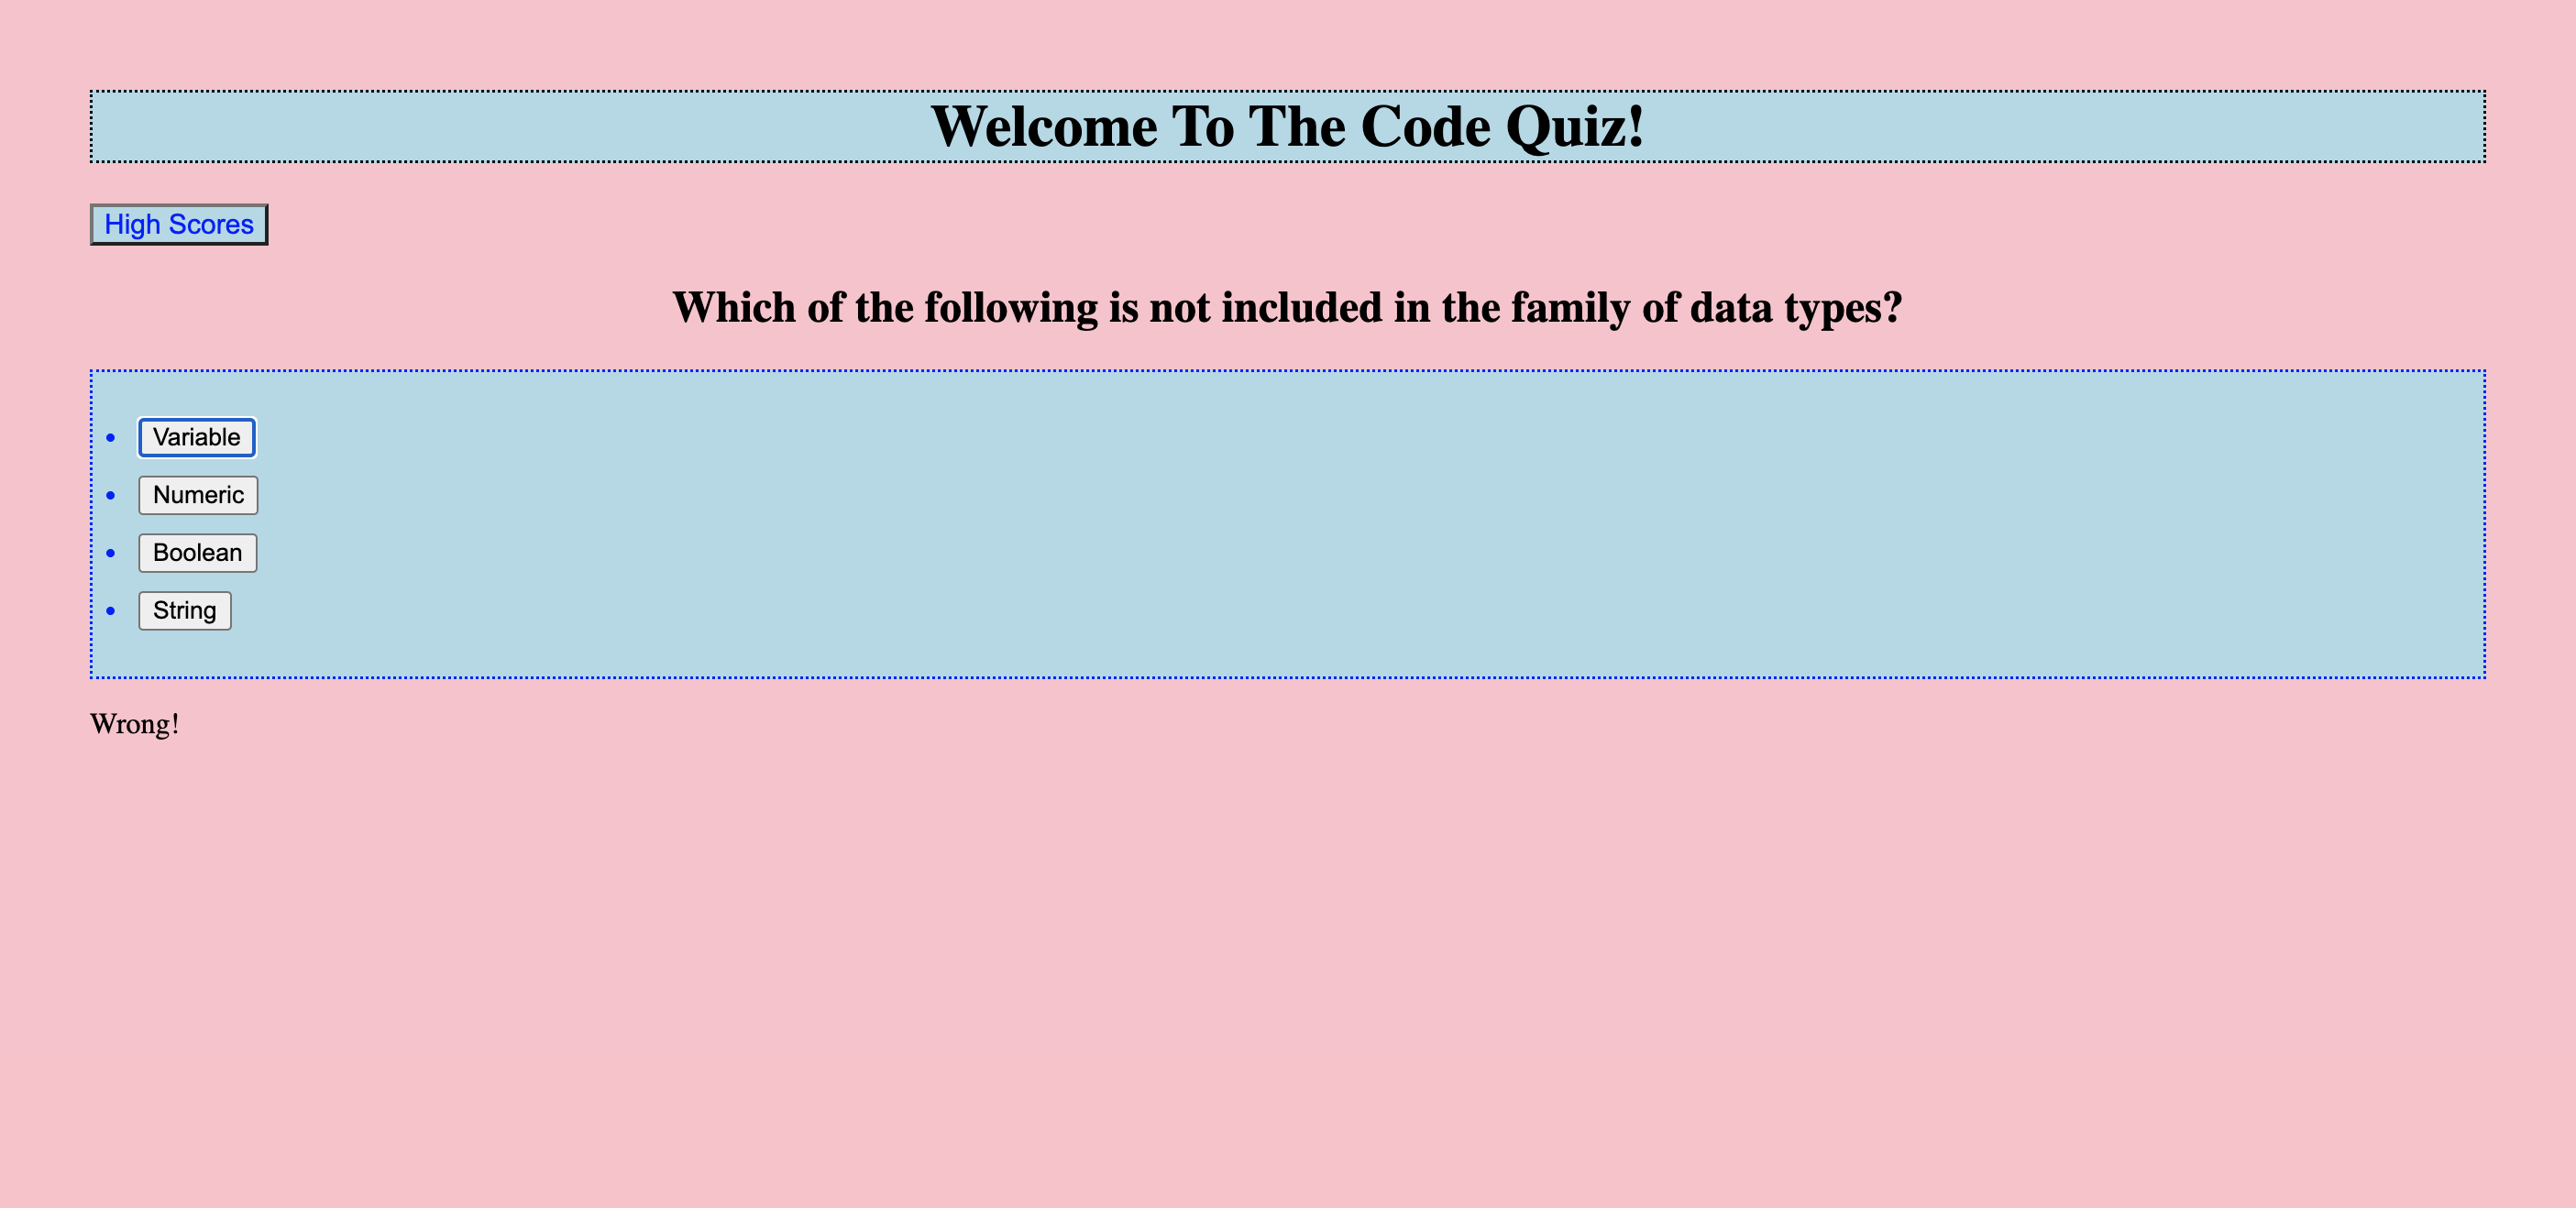 Welcome To The Code Quiz!
High Scores
Which of the following is not included in the family of data types?
Variable
Numeric
Boolean
String
Wrong!